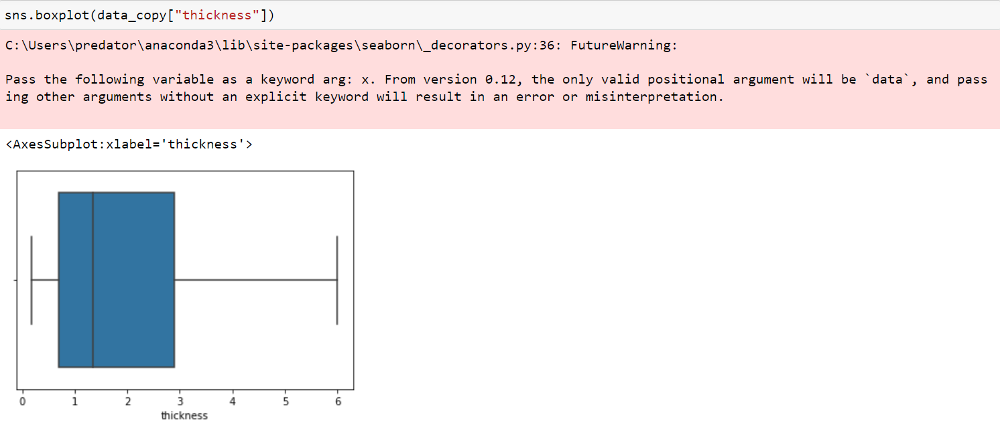 sns.boxplot(data_copy["thickness"])
C:\Users\predator\anaconda3\lib\site-packages\seaborn\_decorators.py:36: FutureWarning:
Pass the following variable as a keyword arg: x. From version 0.12, the only valid positional argument will be `data`, and pass
ing other arguments without an explicit keyword will result in an error or misinterpretation.
<AxesSubplot:xlabel='thickness'>
0 1 2 3 4 5 6
thickness